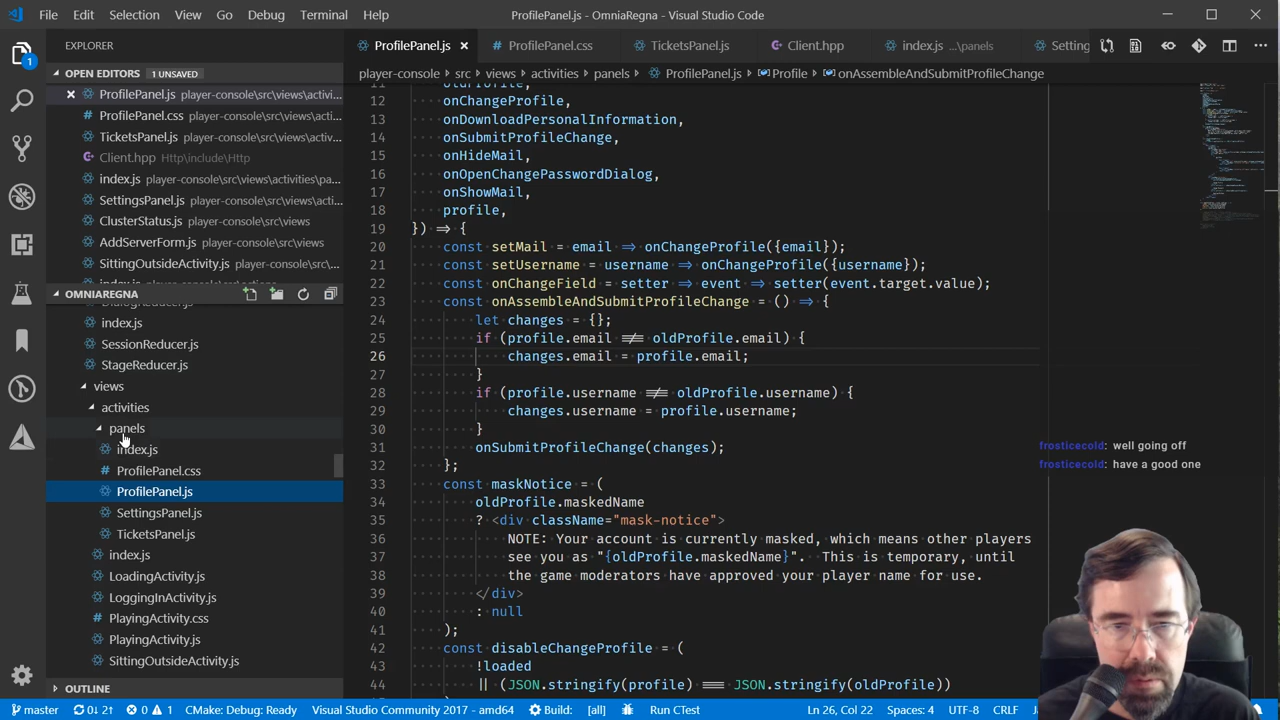 File Edit Selection View Go Debug Terminal Help ProfilePanel.js - OmniaRegna - Visual Studio Code
EXPLORER
ProfilePanel.js × # ProfilePanel.css TicketsPanel.js Client.hpp index.js ...\panels Setting
OPEN EDITORS 1 UNSAVED
player-console > src > views > activities > panels > ProfilePanel.js > Profile > onAssembleAndSubmitProfileChange
1
× ProfilePanel.js player-console\src\views\activi...
# ProfilePanel.css player-console\src\views\acti...
TicketsPanel.js player-console\src\views\activit...
Client.hpp Http\include\Http
index.js player-console\src\views\activities\pa...
SettingsPanel.js player-console\src\views\activi...
ClusterStatus.js player-console\src\views
AddServerForm.js player-console\src\views
SittingOutsideActivity.js player-console\src\views
OMNIAREGNA
index.js
SessionReducer.js
StageReducer.js
views
activities
panels
index.js
# ProfilePanel.css
ProfilePanel.js
SettingsPanel.js
TicketsPanel.js
index.js
LoadingActivity.js
LoggingInActivity.js
# PlayingActivity.css
PlayingActivity.js
SittingOutsideActivity.js
OUTLINE
11 oldProfile,
12 onChangeProfile,
13 onDownloadPersonalInformation,
14 onSubmitProfileChange,
15 onHideMail,
16 onOpenChangePasswordDialog,
17 onShowMail,
18 profile,
19 }) => {
20 const setMail = email => onChangeProfile({email});
21 const setUsername = username => onChangeProfile({username});
22 const onChangeField = setter => event => setter(event.target.value);
23 const onAssembleAndSubmitProfileChange = () => {
24 let changes = {};
25 if (profile.email !== oldProfile.email) {
26 changes.email = profile.email;
27 }
28 if (profile.username !== oldProfile.username) {
29 changes.username = profile.username;
30 }
31 onSubmitProfileChange(changes);
32 };
33 const maskNotice = (
34 oldProfile.maskedName
35 ? <div className="mask-notice">
36 NOTE: Your account is currently masked, which means other players
37 see you as "{oldProfile.maskedName}". This is temporary, until
38 the game moderators have approved your player name for use.
39 </div>
40 : null
41 );
42 const disableChangeProfile = (
43 !loaded
44 || (JSON.stringify(profile) === JSON.stringify(oldProfile))
frosticecold: well going off
frosticecold: have a good one
master 0↓ 2↑ 0 1 CMake: Debug: Ready Visual Studio Community 2017 - amd64 Build: [all] Run CTest Ln 26, Col 22 Spaces: 4 UTF-8 CRLF